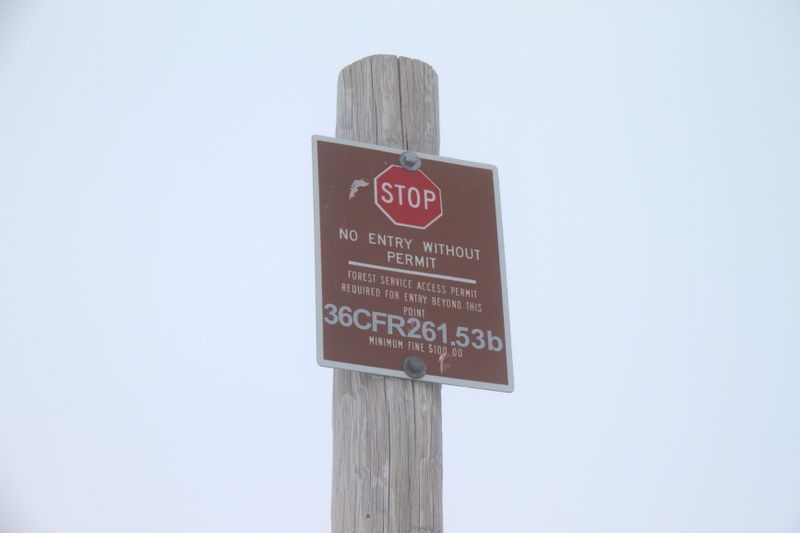 STOP
NO ENTRY WITHOUT
PERMIT
FOREST SERVICE ACCESS PERMIT
REQUIRED FOR ENTRY BEYOND THIS
POINT
36CFR261.53b
MINIMUM FINE $100.00